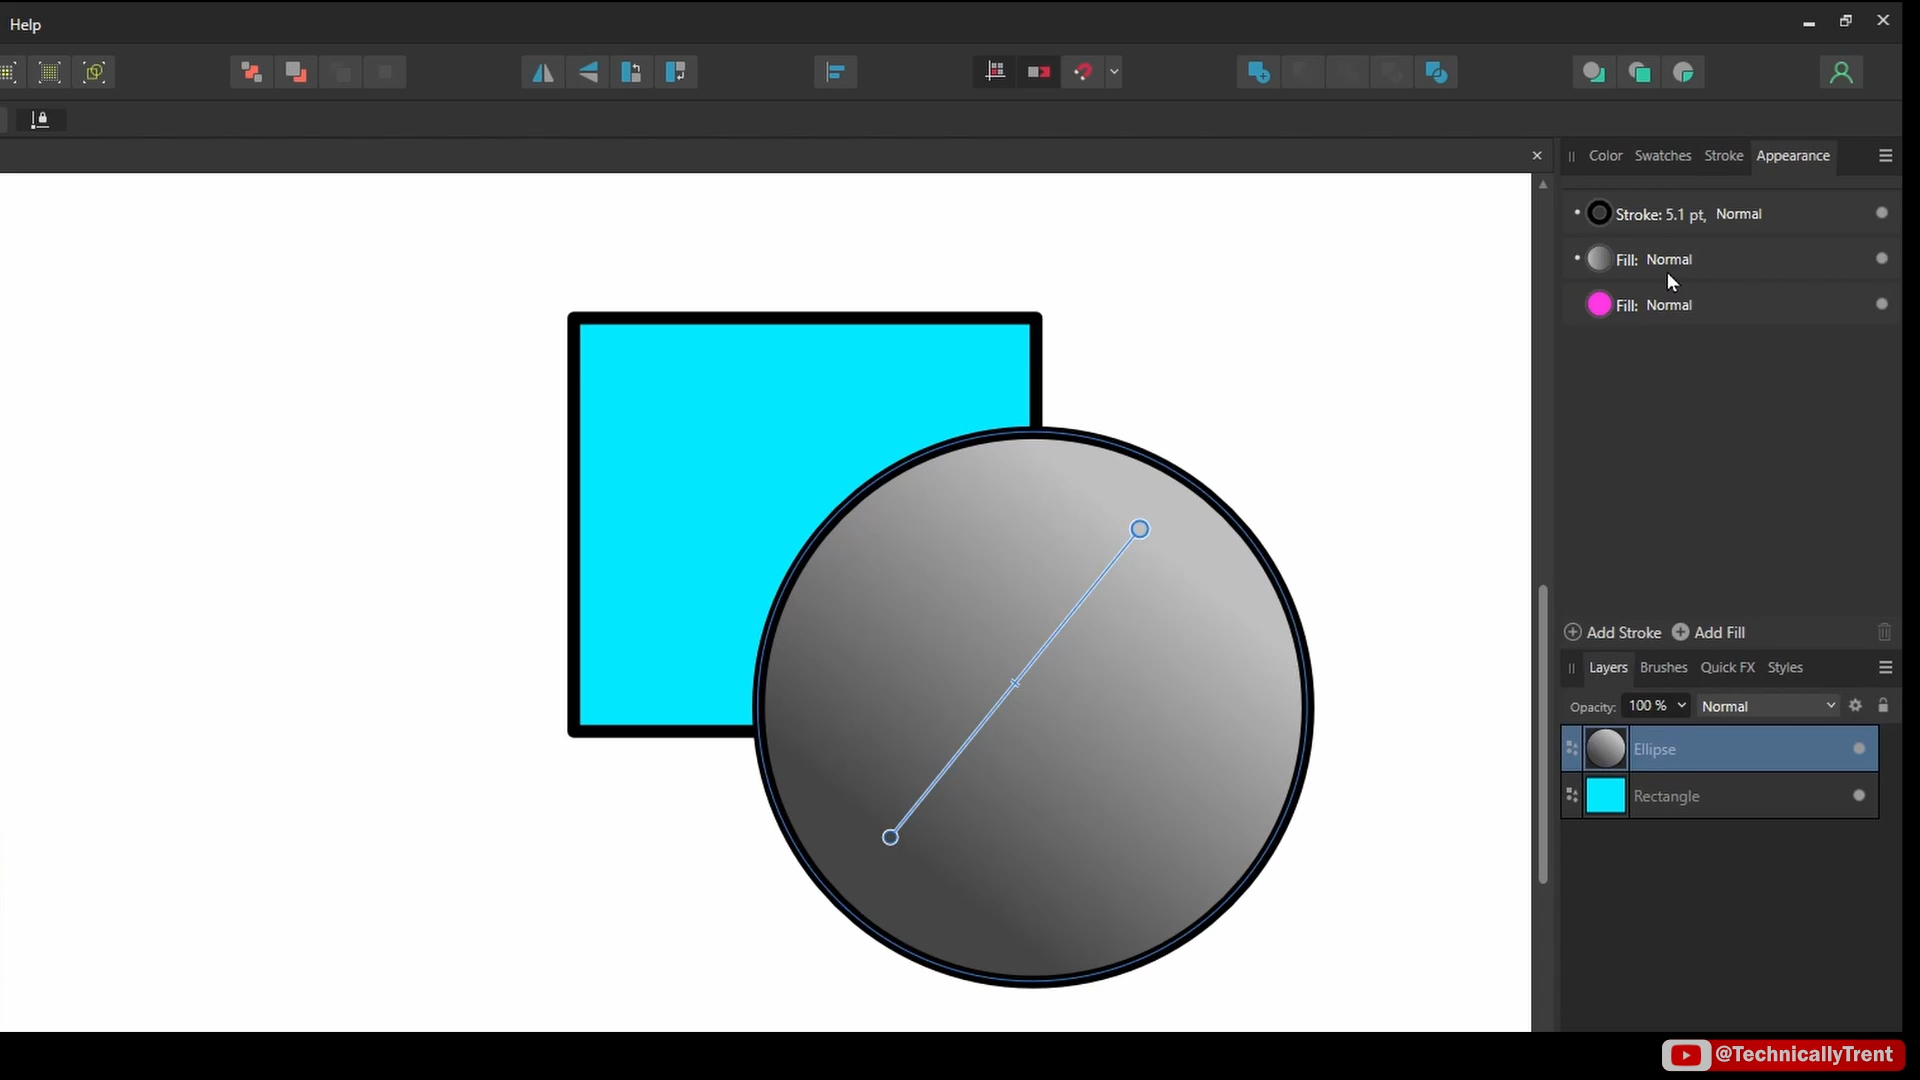 Help
Color Swatches Stroke Appearance
Stroke: 5.1 pt, Normal
Fill: Normal
Fill: Normal
Add Stroke Add Fill
Layers Brushes Quick FX Styles
Opacity: 100 % Normal
Ellipse
Rectangle
@TechnicallyTrent